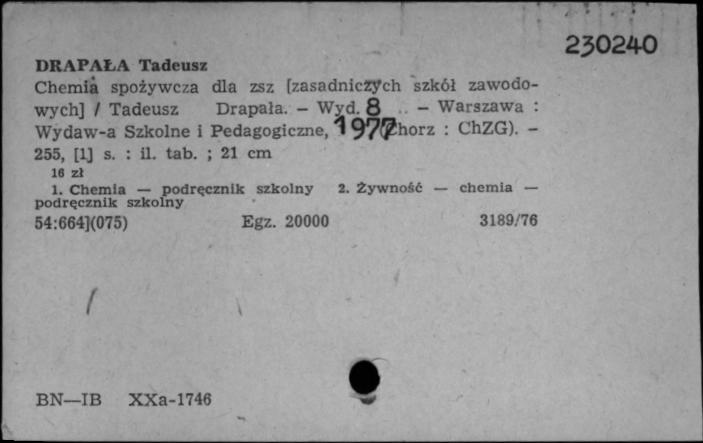 230240
DRAPAŁA Tadeusz
Chemia spożywcza dla zsz [zasadniczych szkół zawodo-
wych] / Tadeusz Drapała. — Wyd. 8 — Warszawa :
Wydaw-a Szkolne i Pedagogiczne, 1977 horz : ChZG). —
255, [1] s. : il. tab. ; 21 cm
16 zł
1. Chemia — podręcznik szkolny 2. Żywność — chemia —
podręcznik szkolny
54:664](075) Egz. 20000 3189/76
BN—IB XXa-1746